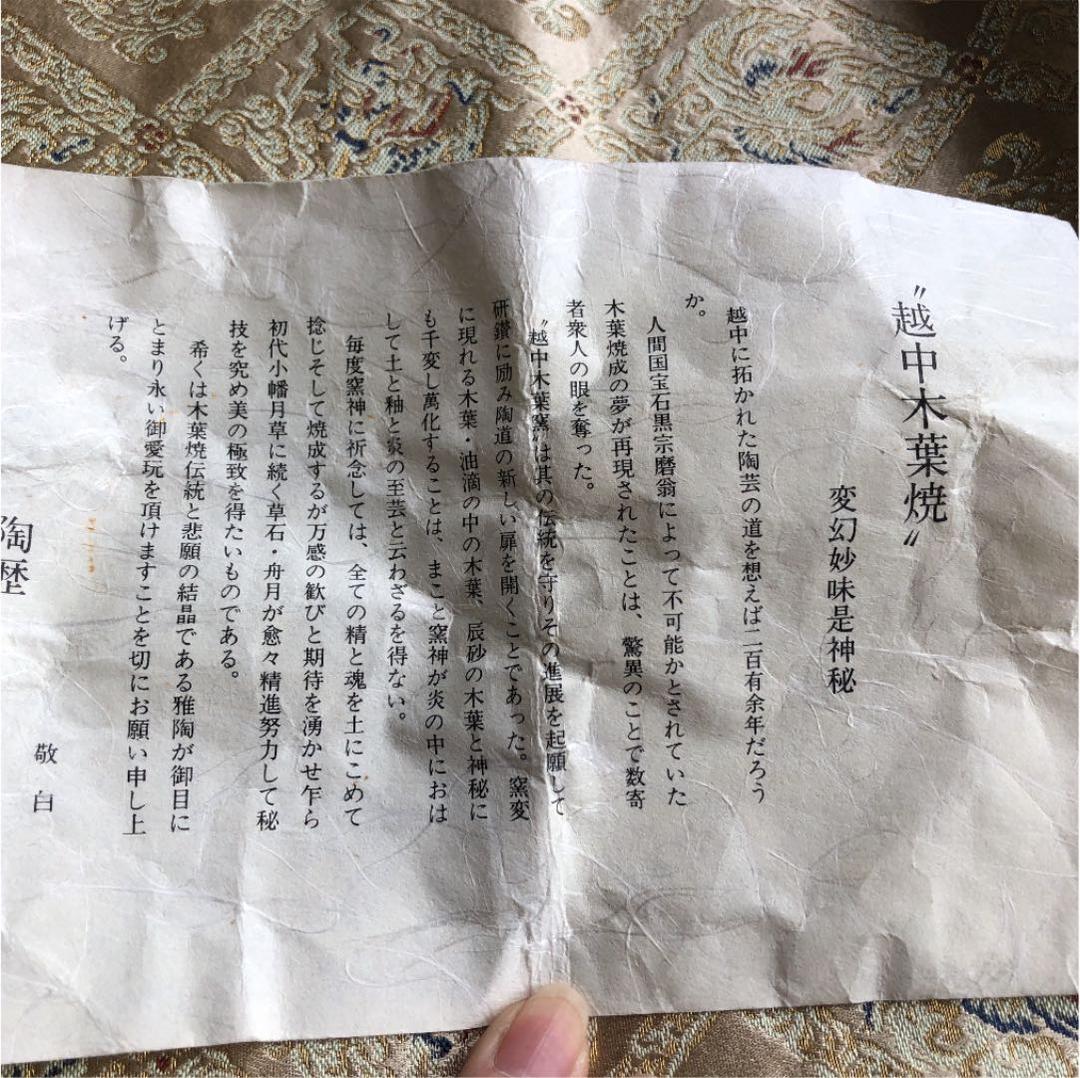 〝越中木葉焼〟
変幻妙味是神秘
越中に拓かれた陶芸の道を想えば二百有余年だろう
か。
人間国宝石黒宗磨翁によって不可能かとされていた
木葉焼成の夢が再現されたことは、驚異のことで数寄
者衆人の眼を奪った。
〝越中木葉窯〟は其の伝統を守りその進展を起願して
研鑽に励み陶道の新しい扉を開くことであった。窯変
に現れる木葉・油滴の中の木葉、辰砂の木葉と神秘に
も千変し萬化することは、まこと窯神が炎の中におは
して土と釉と炎の至芸と云わざるを得ない。
毎度窯神に祈念しては、全ての精と魂を土にこめて
捻じそして焼成するが万感の歓びと期待を湧かせ乍ら
初代小幡月草に続く草石・舟月が愈々精進努力して秘
技を究め美の極致を得たいものである。
希くは木葉焼伝統と悲願の結晶である雅陶が御目に
とまり永い御愛玩を頂けますことを切にお願い申し上
げる。
敬白
陶歴